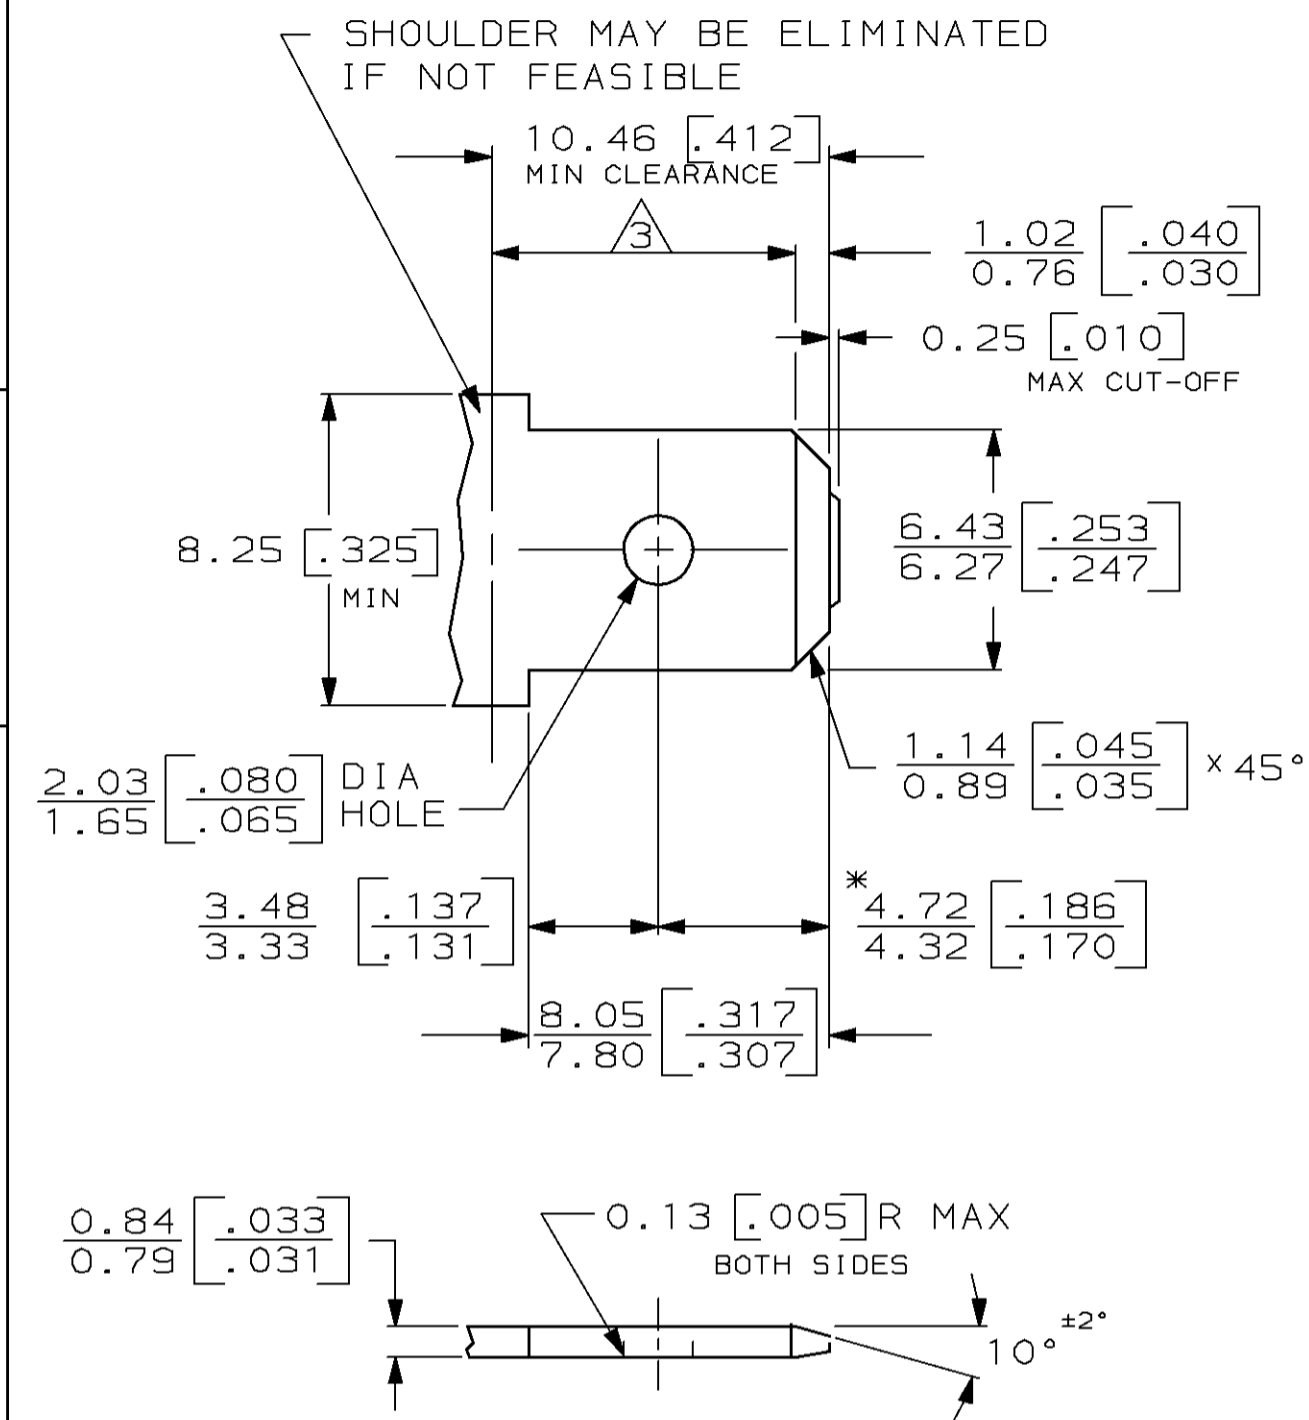 SHOULDER MAY BE ELIMINATED
IF NOT FEASIBLE
10.46 [.412]
MIN CLEARANCE
3
1.02 [.040
0.76 .030]
0.25 [.010]
MAX CUT-OFF
8.25 [.325]
MIN
6.43 [.253
6.27 .247]
2.03 [.080
1.65 .065]
DIA
HOLE
1.14 [.045
0.89 .035] x 45°
3.48 [.137
3.33 .131]
*4.72 [.186
4.32 .170]
8.05 [.317
7.80 .307]
0.84 [.033
0.79 .031]
0.13 [.005] R MAX
BOTH SIDES
10° ±2°